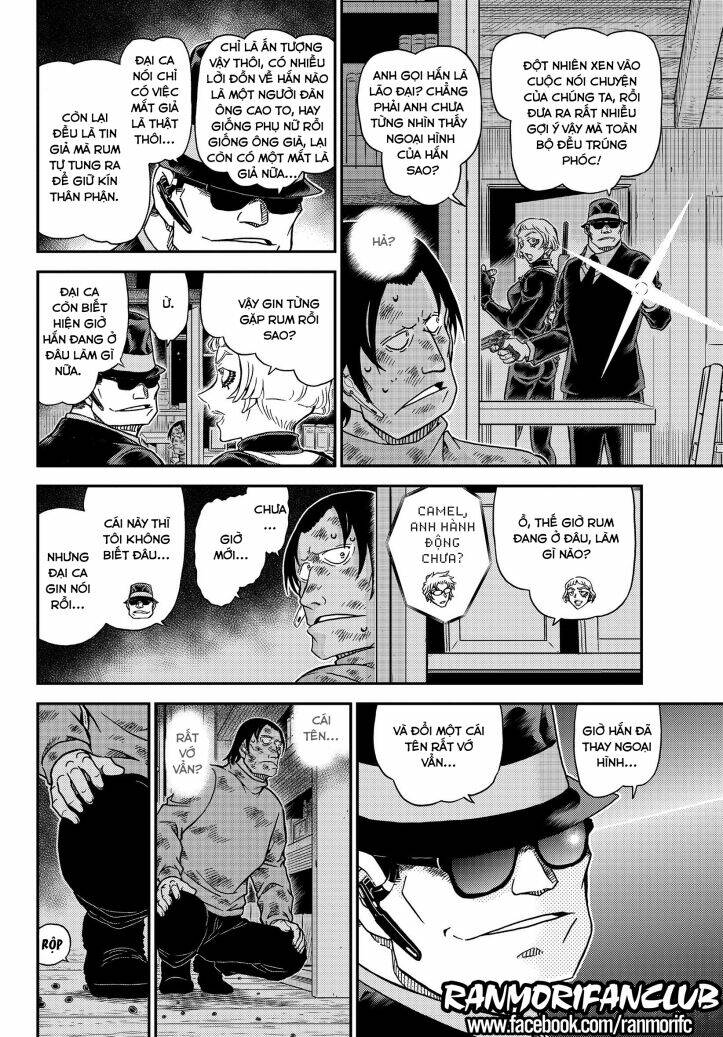 ĐỘT NHIÊN XEN VÀO
CUỘC NÓI CHUYỆN
CỦA CHÚNG TA, RỒI
ĐƯA RA RẤT NHIỀU
GỢI Ý VẬY MÀ TOÀN
BỘ ĐỀU TRÚNG
PHÓC!
ANH GỌI HẮN LÀ
LÃO ĐẠI? CHẲNG
PHẢI ANH CHƯA
TỪNG NHÌN THẤY
NGOẠI HÌNH
CỦA HẮN
SAO?
HẢ?
CHỈ LÀ ẤN TƯỢNG
VẬY THÔI, CÓ NHIỀU
LỜI ĐỒN VỀ HẮN NÀO
LÀ MỘT NGƯỜI ĐÀN
ÔNG CAO TO, HAY
GIỐNG PHỤ NỮ RỒI
GIỐNG ÔNG GIÀ, LẠI
CÒN CÓ MỘT MẮT LÀ
GIẢ NỮA...
ĐẠI CA
NÓI CHỈ
CÓ VIỆC
MẮT GIẢ
LÀ THẬT
THÔI...
CÒN LẠI
ĐỀU LÀ TIN
GIẢ MÀ RUM
TỰ TUNG RA
ĐỂ GIỮ KÍN
THÂN PHẬN.
VẬY GIN TỪNG
GẶP RUM RỒI
SAO?
Ừ.
ĐẠI CA
CÒN BIẾT
HIỆN GIỜ
HẮN ĐANG Ở
ĐÂU LÀM GÌ
NỮA.
Ồ, THẾ GIỜ RUM
ĐANG Ở ĐÂU, LÀM
GÌ NÀO?
CAMEL,
ANH HÀNH
ĐỘNG
CHƯA?
CHƯA...
GIỜ
MỚI...
CÁI NÀY THÌ
TÔI KHÔNG
BIẾT ĐÂU...
NHƯNG
ĐẠI CA
GIN NÓI
RỒI...
GIỜ HẮN ĐÃ
THAY NGOẠI
HÌNH...
VÀ ĐỔI MỘT CÁI
TÊN RẤT VỚ
VẨN...
CÁI
TÊN...
RẤT
VỚ
VẨN?
RỘP
RANMORIFANCLUB
www.facebook.com/ranmorifc